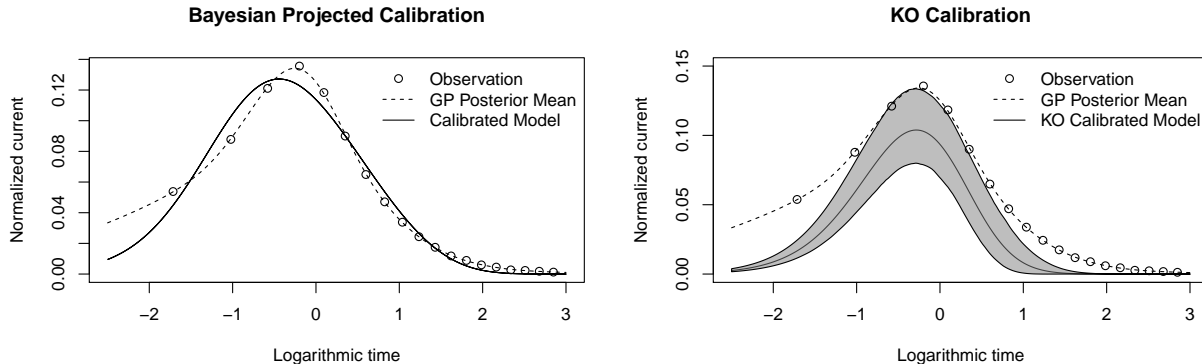 Bayesian Projected Calibration
Normalized current
0.00 0.04 0.08 0.12
Observation
GP Posterior Mean
Calibrated Model
−2 −1 0 1 2 3
Logarithmic time
KO Calibration
Normalized current
0.00 0.05 0.10 0.15
Observation
GP Posterior Mean
KO Calibrated Model
−2 −1 0 1 2 3
Logarithmic time